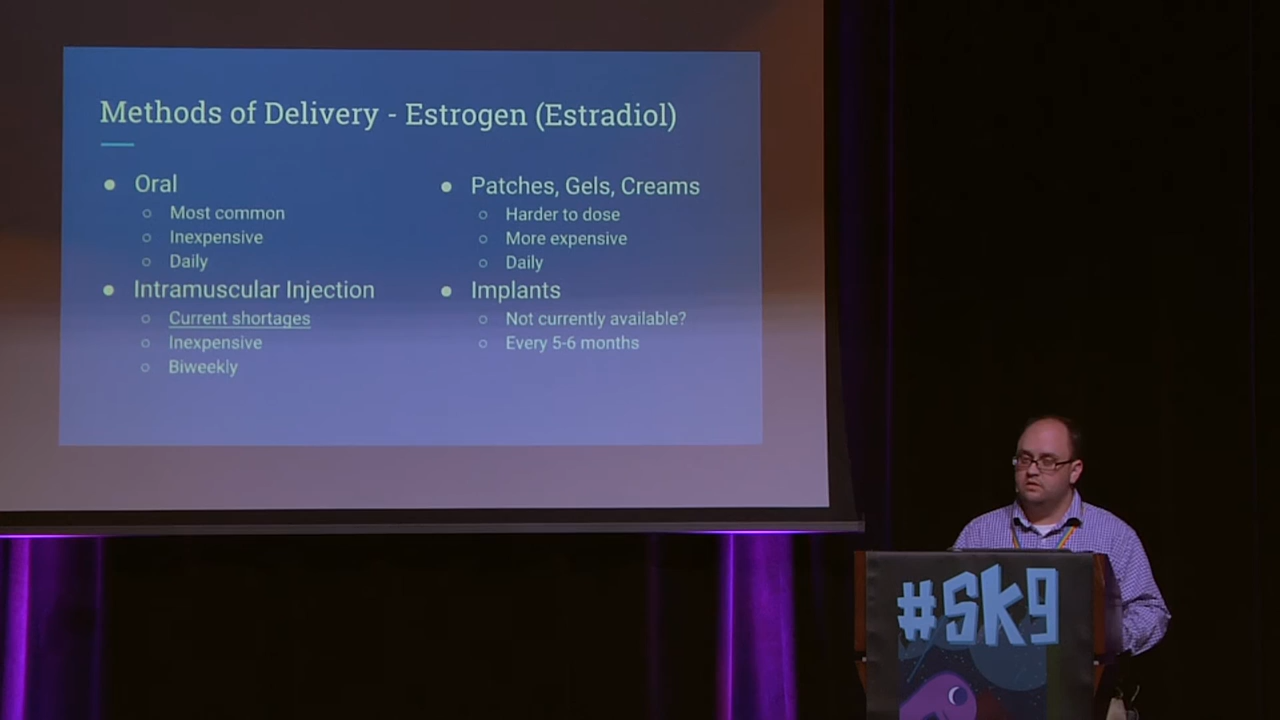 Methods of Delivery - Estrogen (Estradiol)
● Oral
○ Most common
○ Inexpensive
○ Daily
● Intramuscular Injection
○ Current shortages
○ Inexpensive
○ Biweekly
● Patches, Gels, Creams
○ Harder to dose
○ More expensive
○ Daily
● Implants
○ Not currently available?
○ Every 5-6 months
#SK9